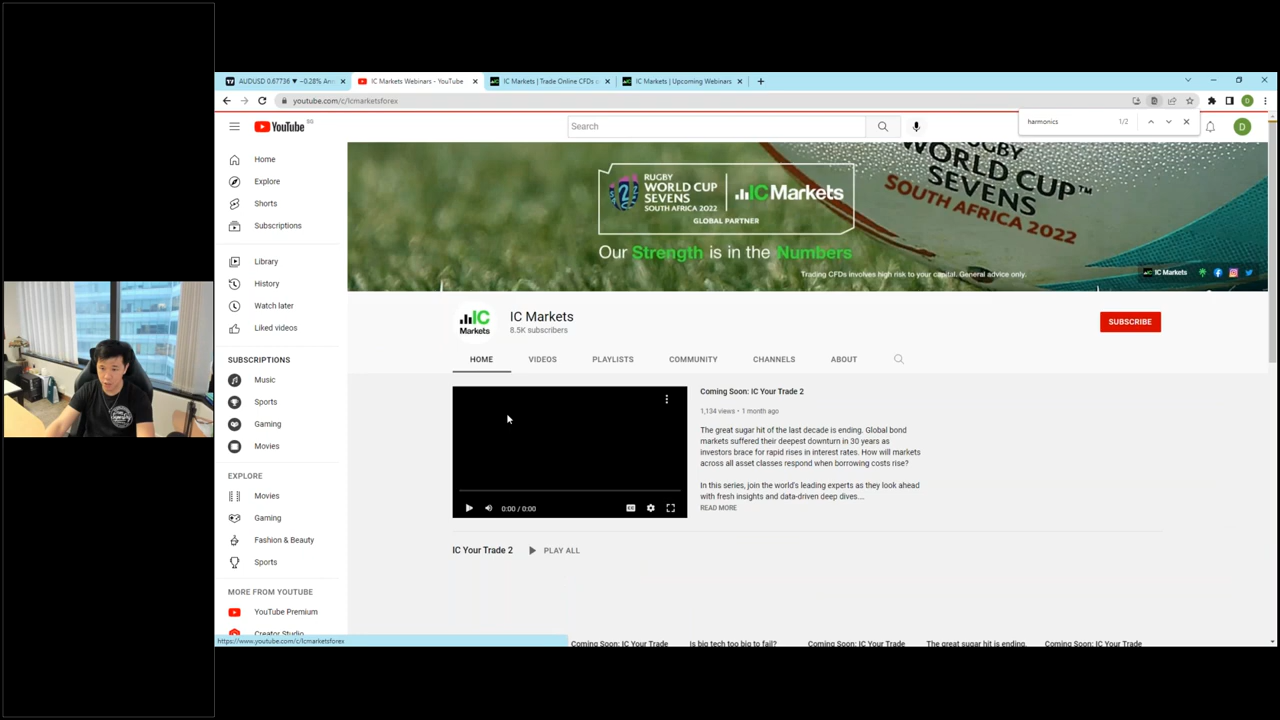 AUDUSD 0.67736 ▼ −0.28%
IC Markets Webinars - YouTube
IC Markets | Trade Online CFDs
IC Markets | Upcoming Webinars
youtube.com/c/icmarketsforex
harmonics 1/2
YouTube SG
Search
D
Home
Explore
Shorts
Subscriptions
Library
History
Watch later
Liked videos
SUBSCRIPTIONS
Music
Sports
Gaming
Movies
EXPLORE
Movies
Gaming
Fashion & Beauty
Sports
MORE FROM YOUTUBE
YouTube Premium
Creator Studio
https://www.youtube.com/c/Icmarketsforex
RUGBY
WORLD CUP
SEVENS
SOUTH AFRICA 2022
IC Markets
GLOBAL PARTNER
Our Strength is in the Numbers
Trading CFDs involves high risk to your capital. General advice only.
RUGBY
WORLD CUP
SEVENS™
SOUTH AFRICA 2022
IC Markets
IC Markets
IC Markets
8.5K subscribers
SUBSCRIBE
HOME
VIDEOS
PLAYLISTS
COMMUNITY
CHANNELS
ABOUT
0:00 / 0:00
Coming Soon: IC Your Trade 2
1,134 views • 1 month ago
The great sugar hit of the last decade is ending. Global bond
markets suffered their deepest downturn in 30 years as
investors brace for rapid rises in interest rates. How will markets
across all asset classes respond when borrowing costs rise?
In this series, join the world's leading experts as they look ahead
with fresh insights and data-driven deep dives....
READ MORE
IC Your Trade 2
PLAY ALL
Coming Soon: IC Your Trade
Is big tech too big to fail?
Coming Soon: IC Your Trade
The great sugar hit is ending.
Coming Soon: IC Your Trade